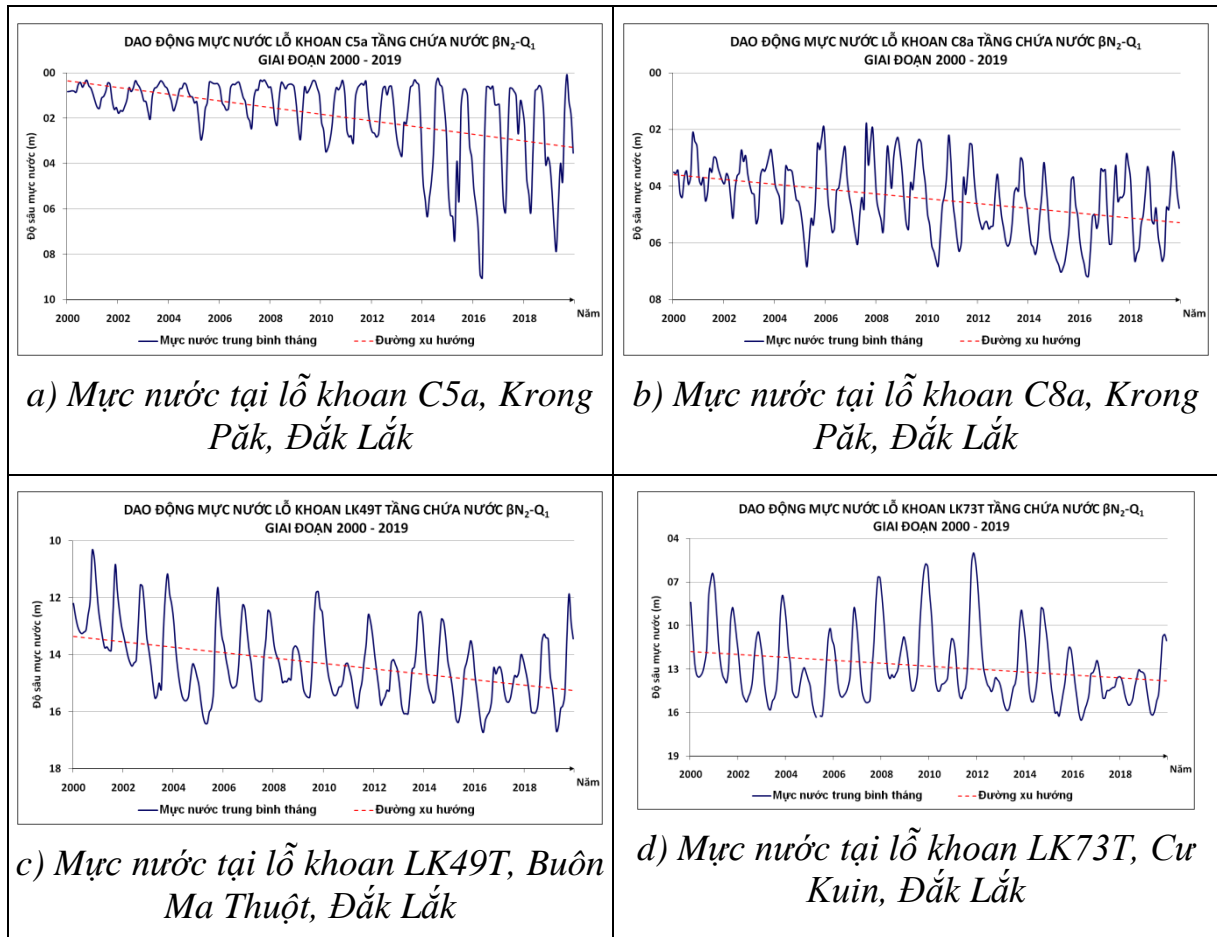 DAO ĐỘNG MỰC NƯỚC LỖ KHOAN C5a TẦNG CHỨA NƯỚC βN₂-Q₁
GIAI ĐOẠN 2000 - 2019
Độ sâu mực nước (m)
00
02
04
06
08
10
2000 2002 2004 2006 2008 2010 2012 2014 2016 2018
Năm
Mực nước trung bình tháng Đường xu hướng
a) Mực nước tại lỗ khoan C5a, Krong
Păk, Đắk Lắk
DAO ĐỘNG MỰC NƯỚC LỖ KHOAN C8a TẦNG CHỨA NƯỚC βN₂-Q₁
GIAI ĐOẠN 2000 - 2019
Độ sâu mực nước (m)
00
02
04
06
08
2000 2002 2004 2006 2008 2010 2012 2014 2016 2018
Năm
Mực nước trung bình tháng Đường xu hướng
b) Mực nước tại lỗ khoan C8a, Krong
Păk, Đắk Lắk
DAO ĐỘNG MỰC NƯỚC LỖ KHOAN LK49T TẦNG CHỨA NƯỚC βN₂-Q₁
GIAI ĐOẠN 2000 - 2019
Độ sâu mực nước (m)
10
12
14
16
18
2000 2002 2004 2006 2008 2010 2012 2014 2016 2018
Năm
Mực nước trung bình tháng Đường xu hướng
c) Mực nước tại lỗ khoan LK49T, Buôn
Ma Thuột, Đắk Lắk
DAO ĐỘNG MỰC NƯỚC LỖ KHOAN LK73T TẦNG CHỨA NƯỚC βN₂-Q₁
GIAI ĐOẠN 2000 - 2019
Độ sâu mực nước (m)
04
07
10
13
16
19
2000 2002 2004 2006 2008 2010 2012 2014 2016 2018
Năm
Mực nước trung bình tháng Đường xu hướng
d) Mực nước tại lỗ khoan LK73T, Cư
Kuin, Đắk Lắk